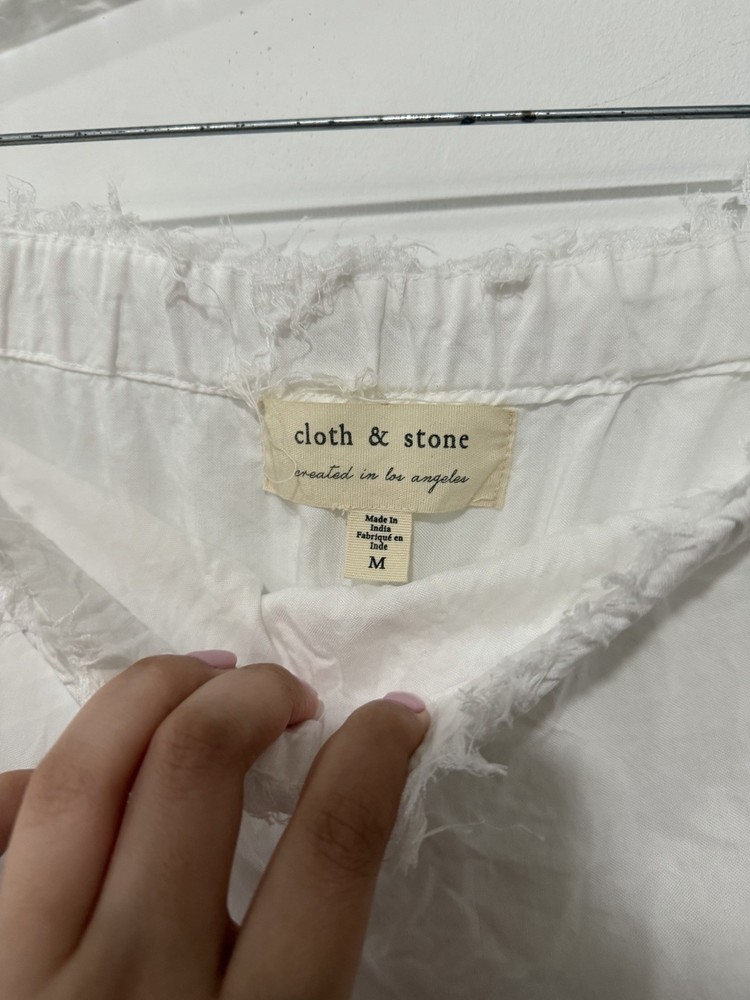 cloth & stone
created in los angeles
Made In
India
Fabriqué en
Inde
M